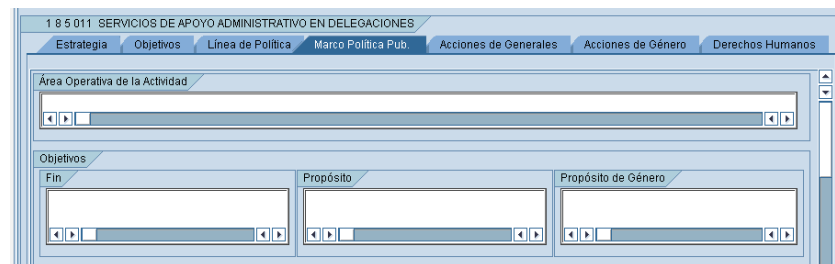 1 8 5 011 SERVICIOS DE APOYO ADMINISTRATIVO EN DELEGACIONES
Estrategia Objetivos Línea de Política Marco Política Pub. Acciones de Generales Acciones de Género Derechos Humanos
Área Operativa de la Actividad
Objetivos
Fin Propósito Propósito de Género